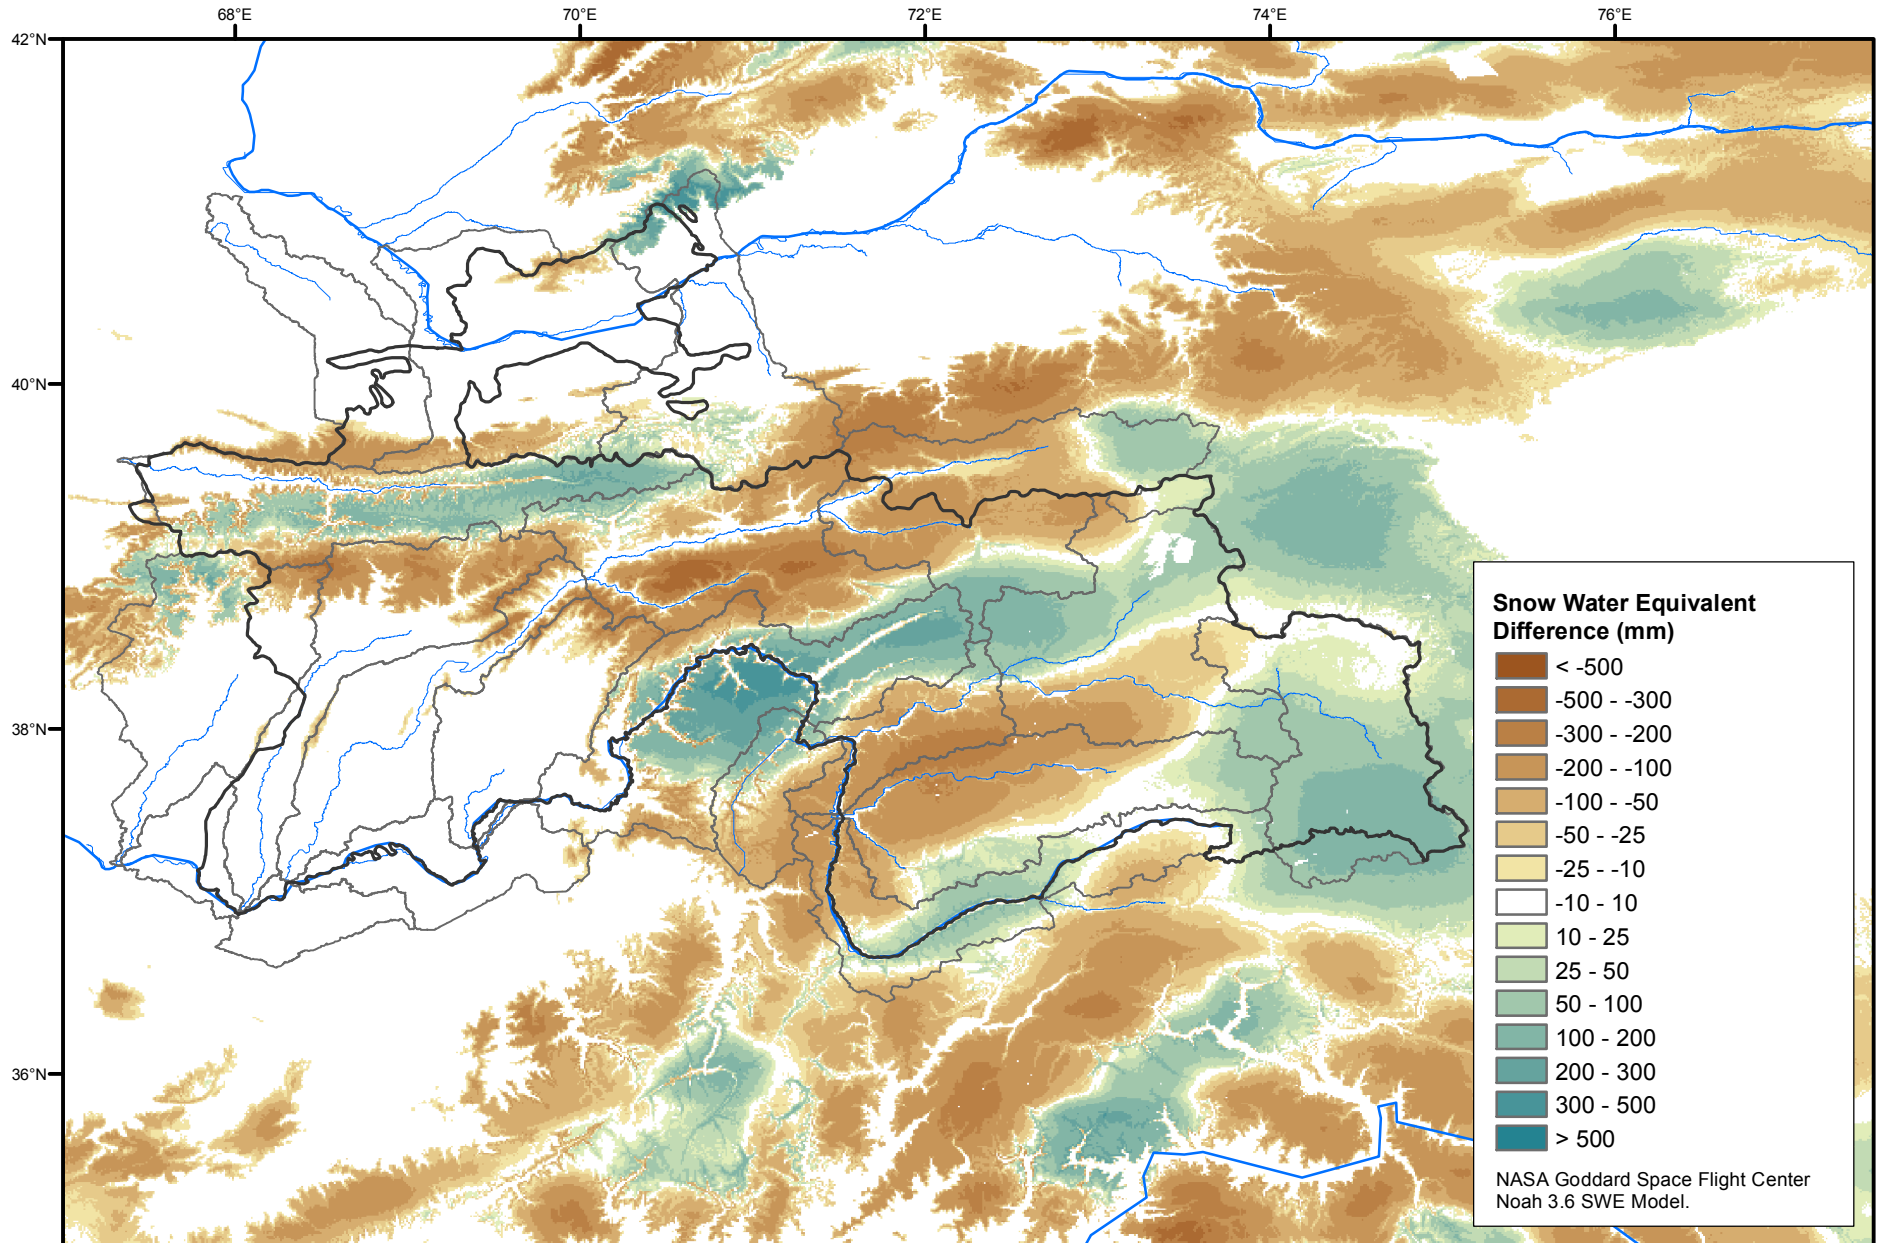 68°E
70°E
72°E
74°E
76°E
42°N
40°N
38°N
36°N
Snow Water Equivalent
Difference (mm)
< -500
-500 - -300
-300 - -200
-200 - -100
-100 - -50
-50 - -25
-25 - -10
-10 - 10
10 - 25
25 - 50
50 - 100
100 - 200
200 - 300
300 - 500
> 500
NASA Goddard Space Flight Center
Noah 3.6 SWE Model.